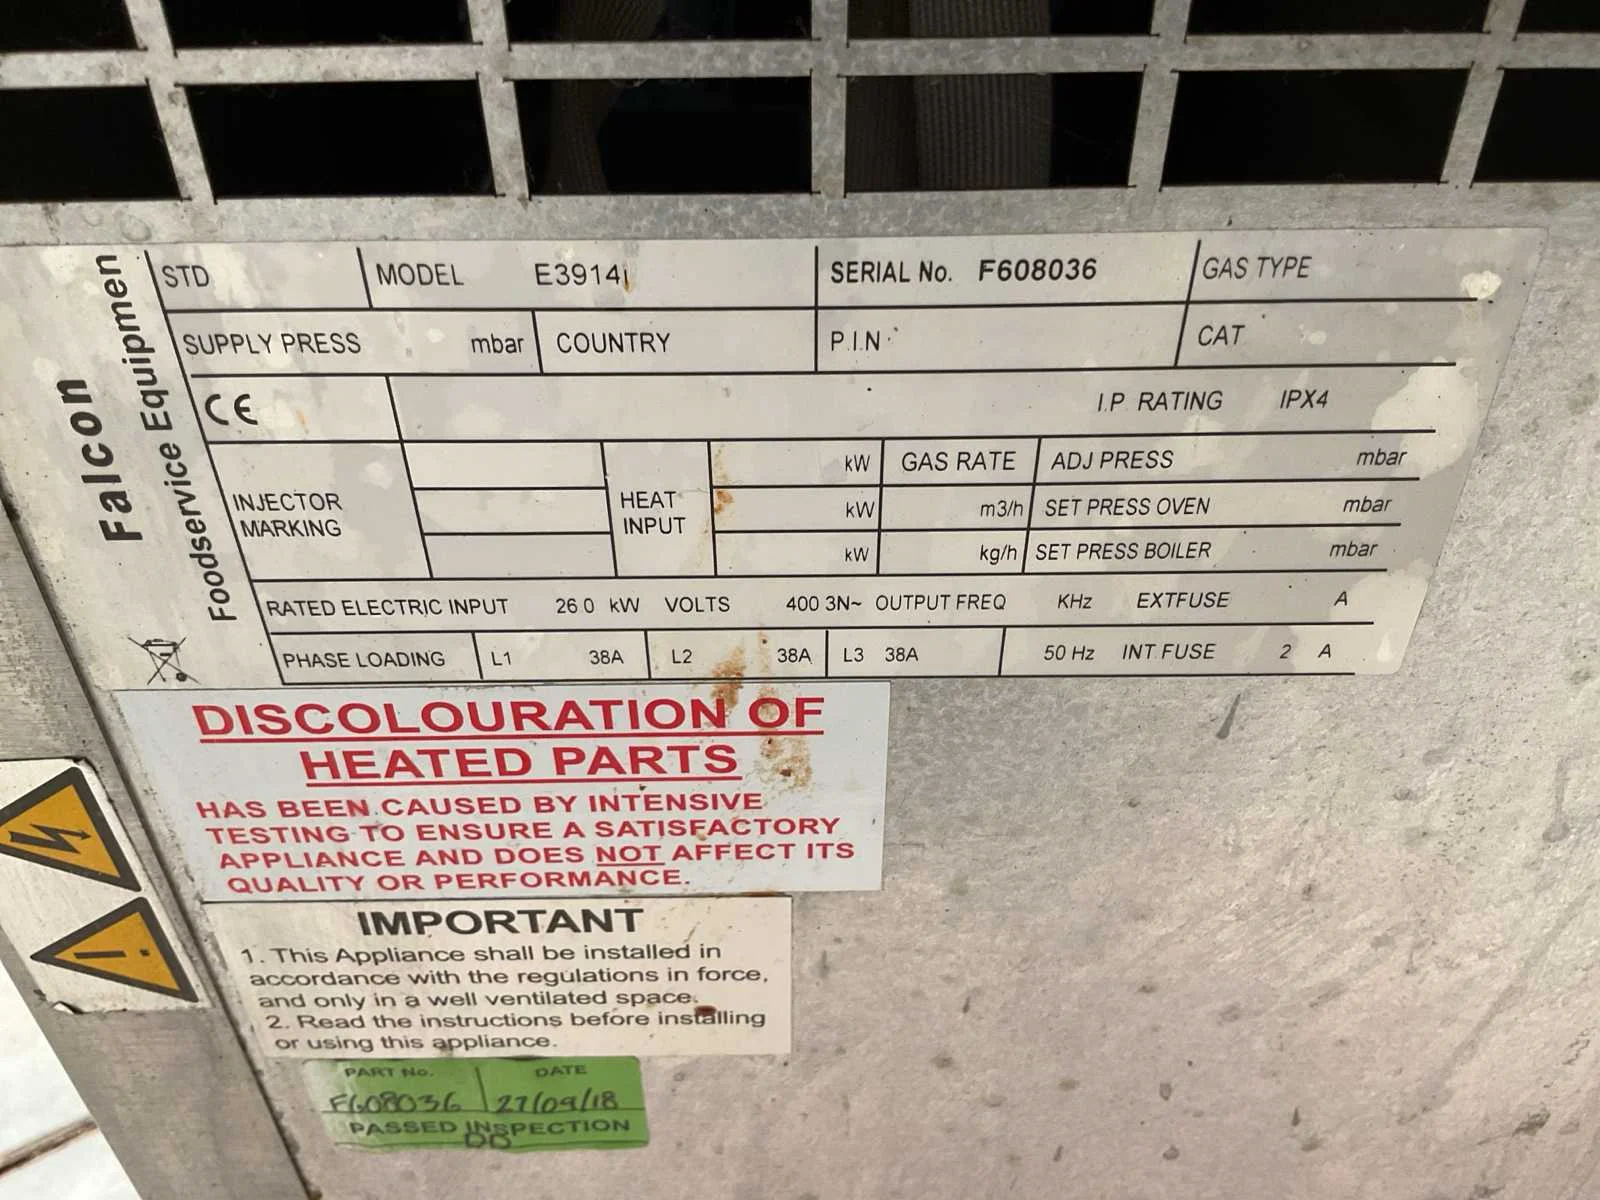 Falcon
Foodservice Equipmen
STD MODEL E3914i SERIAL No. F608036 GAS TYPE
SUPPLY PRESS mbar COUNTRY P.I.N CAT
CE I.P RATING IPX4
INJECTOR MARKING HEAT INPUT
kW GAS RATE ADJ PRESS mbar
kW m3/h SET PRESS OVEN mbar
kW kg/h SET PRESS BOILER mbar
RATED ELECTRIC INPUT 26 0 kW VOLTS 400 3N~ OUTPUT FREQ KHz EXTFUSE A
PHASE LOADING L1 38A L2 38A L3 38A 50 Hz INT FUSE 2 A
DISCOLOURATION OF
HEATED PARTS
HAS BEEN CAUSED BY INTENSIVE
TESTING TO ENSURE A SATISFACTORY
APPLIANCE AND DOES NOT AFFECT ITS
QUALITY OR PERFORMANCE.
IMPORTANT
1. This Appliance shall be installed in
accordance with the regulations in force,
and only in a well ventilated space.
2. Read the instructions before installing
or using this appliance.
PART No. DATE
F608036 27/09/18
PASSED INSPECTION